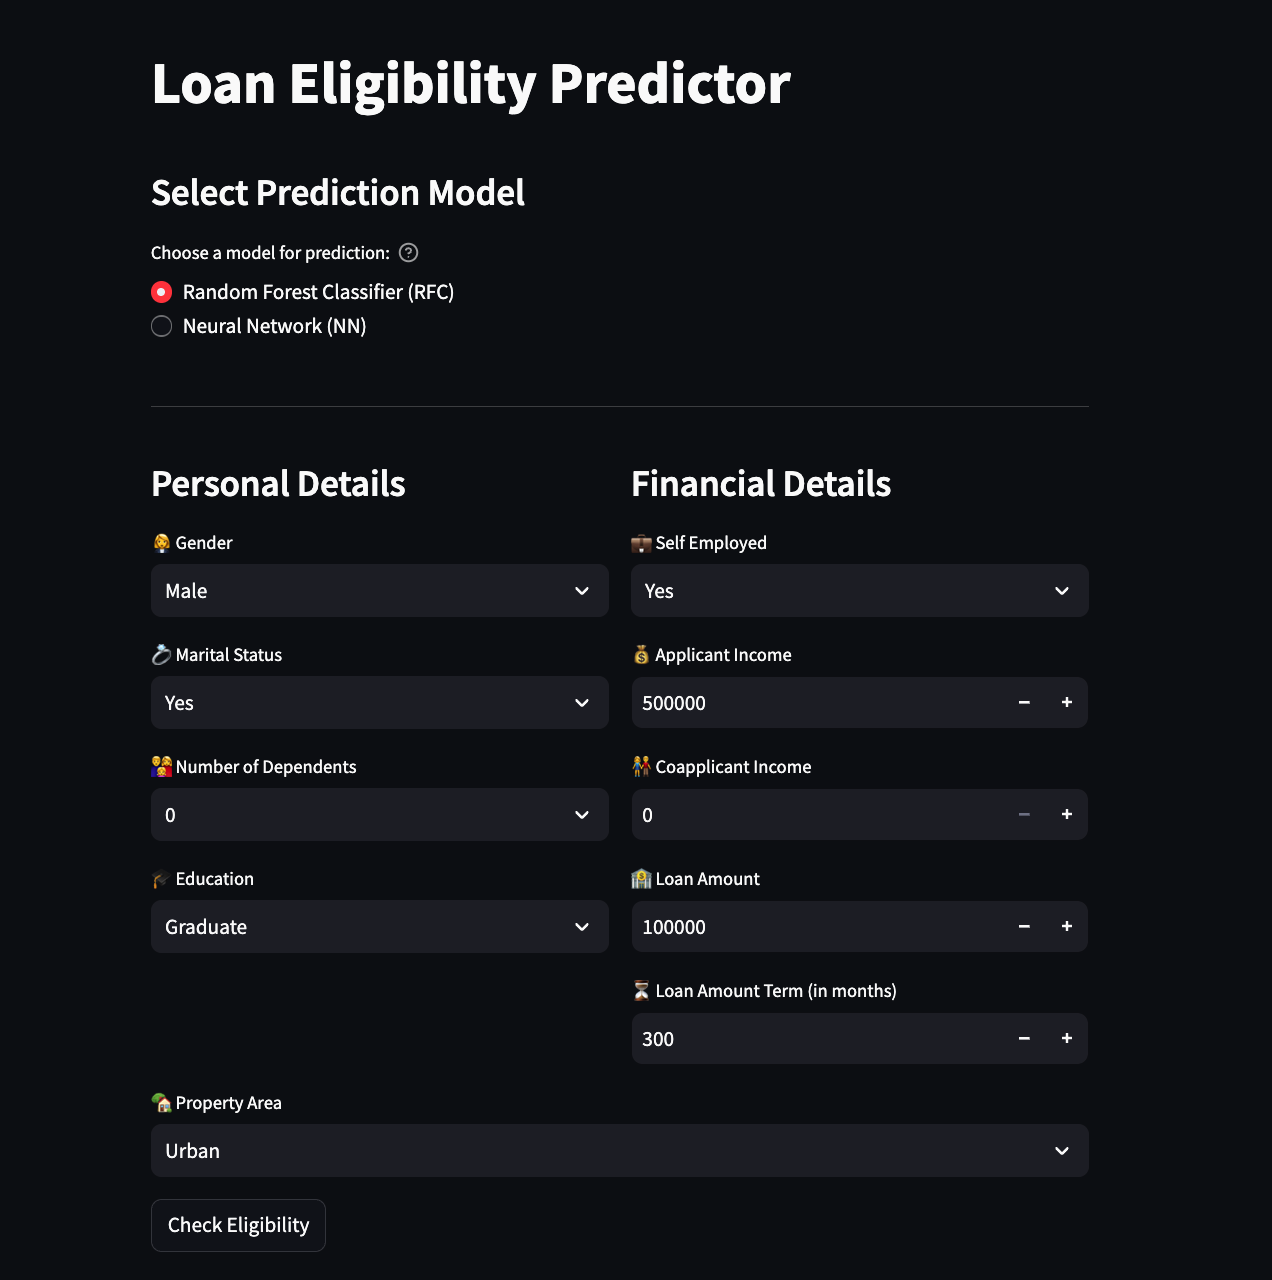 Loan Eligibility Predictor
Select Prediction Model
Choose a model for prediction: ?
Random Forest Classifier (RFC)
Neural Network (NN)
Personal Details
Gender
Male
Marital Status
Yes
Number of Dependents
0
Education
Graduate
Financial Details
Self Employed
Yes
Applicant Income
500000
Coapplicant Income
0
Loan Amount
100000
Loan Amount Term (in months)
300
Property Area
Urban
Check Eligibility